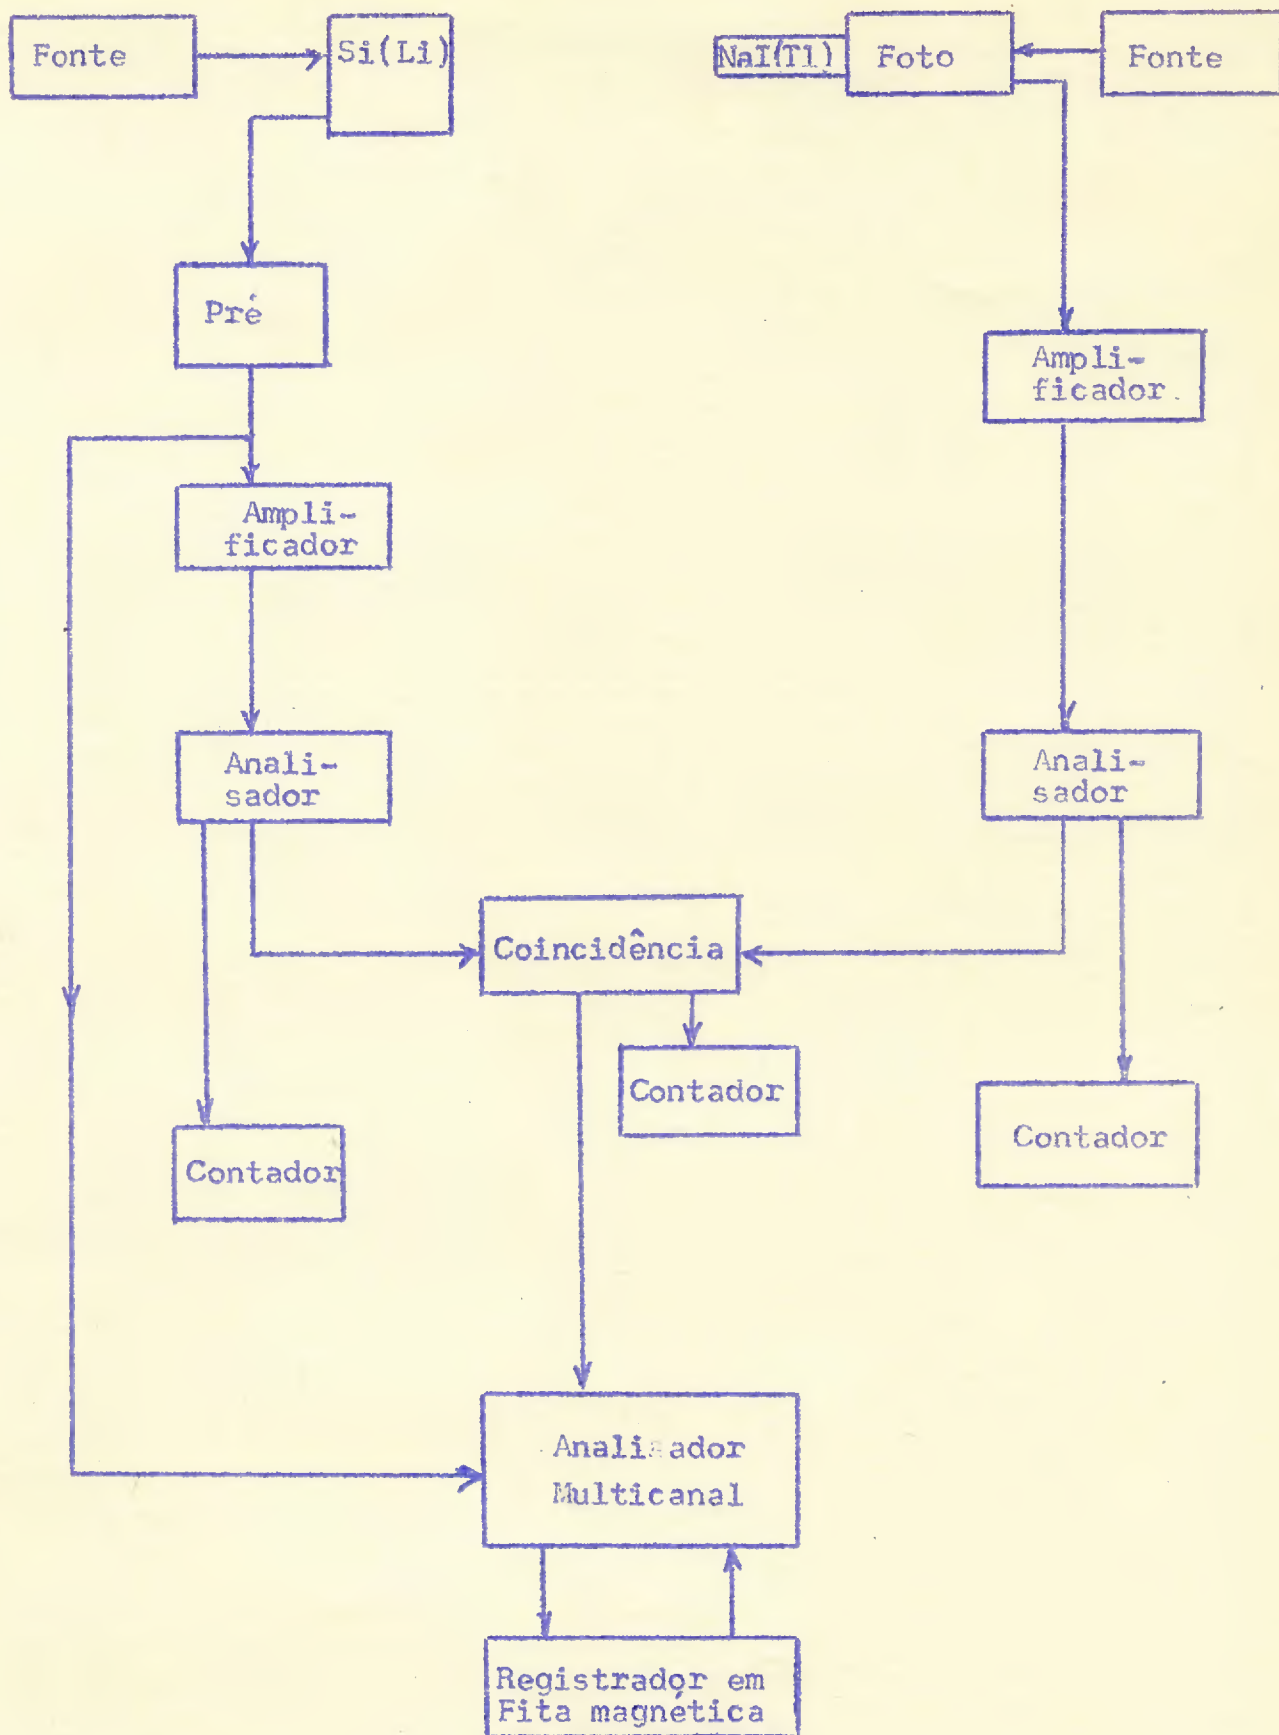 Fonte
Si(Li)
NaI(Tl)
Foto
Fonte
Pré
Ampli-
ficador.
Ampli-
ficador
Anali-
sador
Anali-
sador
Coincidência
Contador
Contador
Contador
Analisador
Multicanal
Registrador em
Fita magnética